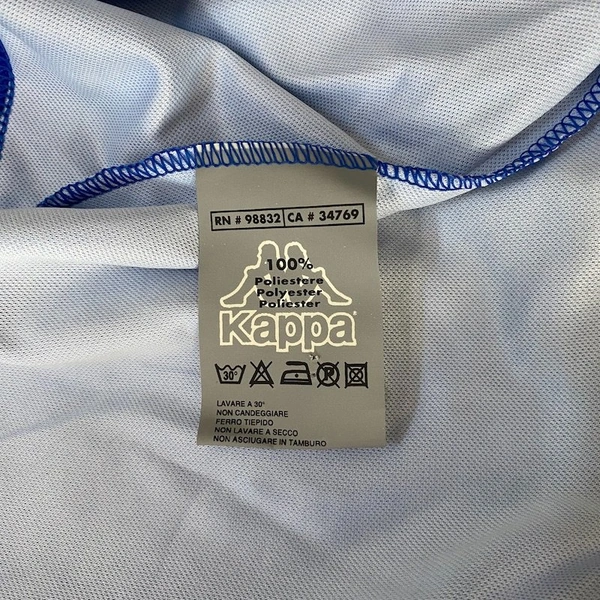 RN # 98832 CA # 34769
100%
Poliestere
Polyester
Poliester
Kappa®
30°
LAVARE A 30°
NON CANDEGGIARE
FERRO TIEPIDO
NON LAVARE A SECCO
NON ASCIUGARE IN TAMBURO